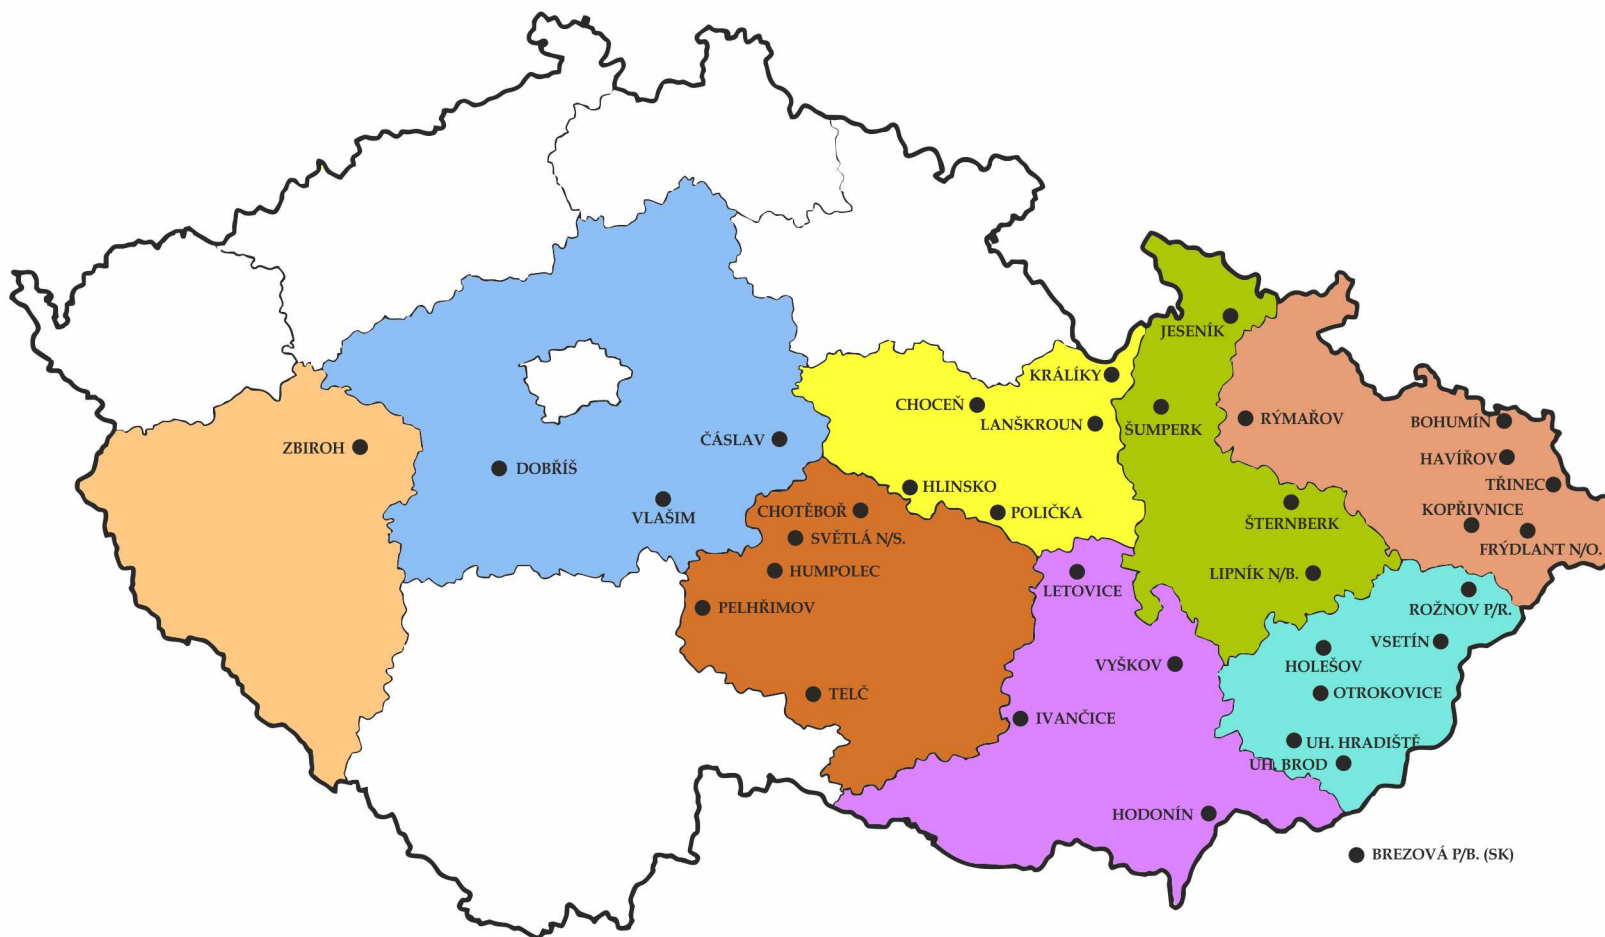 JESENÍK
KRÁLÍKY
CHOCEŇ
LANŠKROUN
ŠUMPERK
RÝMAŘOV
BOHUMÍN
ZBIROH
ČÁSLAV
DOBŘÍŠ
HAVÍŘOV
TŘINEC
HLINSKO
VLAŠIM
CHOTĚBOŘ
POLIČKA
ŠTERNBERK
KOPŘIVNICE
SVĚTLÁ N/S.
FRÝDLANT N/O.
HUMPOLEC
LETOVICE
LIPNÍK N/B.
PELHŘIMOV
ROŽNOV P/R.
VSETÍN
VYŠKOV
HOLEŠOV
TELČ
OTROKOVICE
IVANČICE
UH. HRADIŠTĚ
UH. BROD
HODONÍN
BREZOVÁ P/B. (SK)